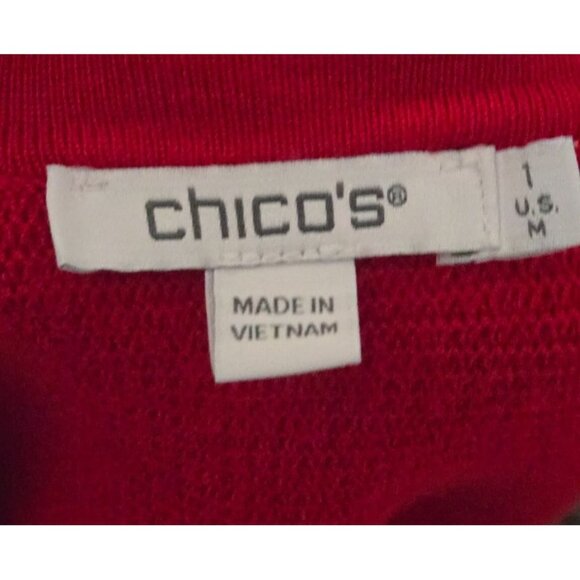 chico's®
1
U.S.
M
MADE IN
VIETNAM